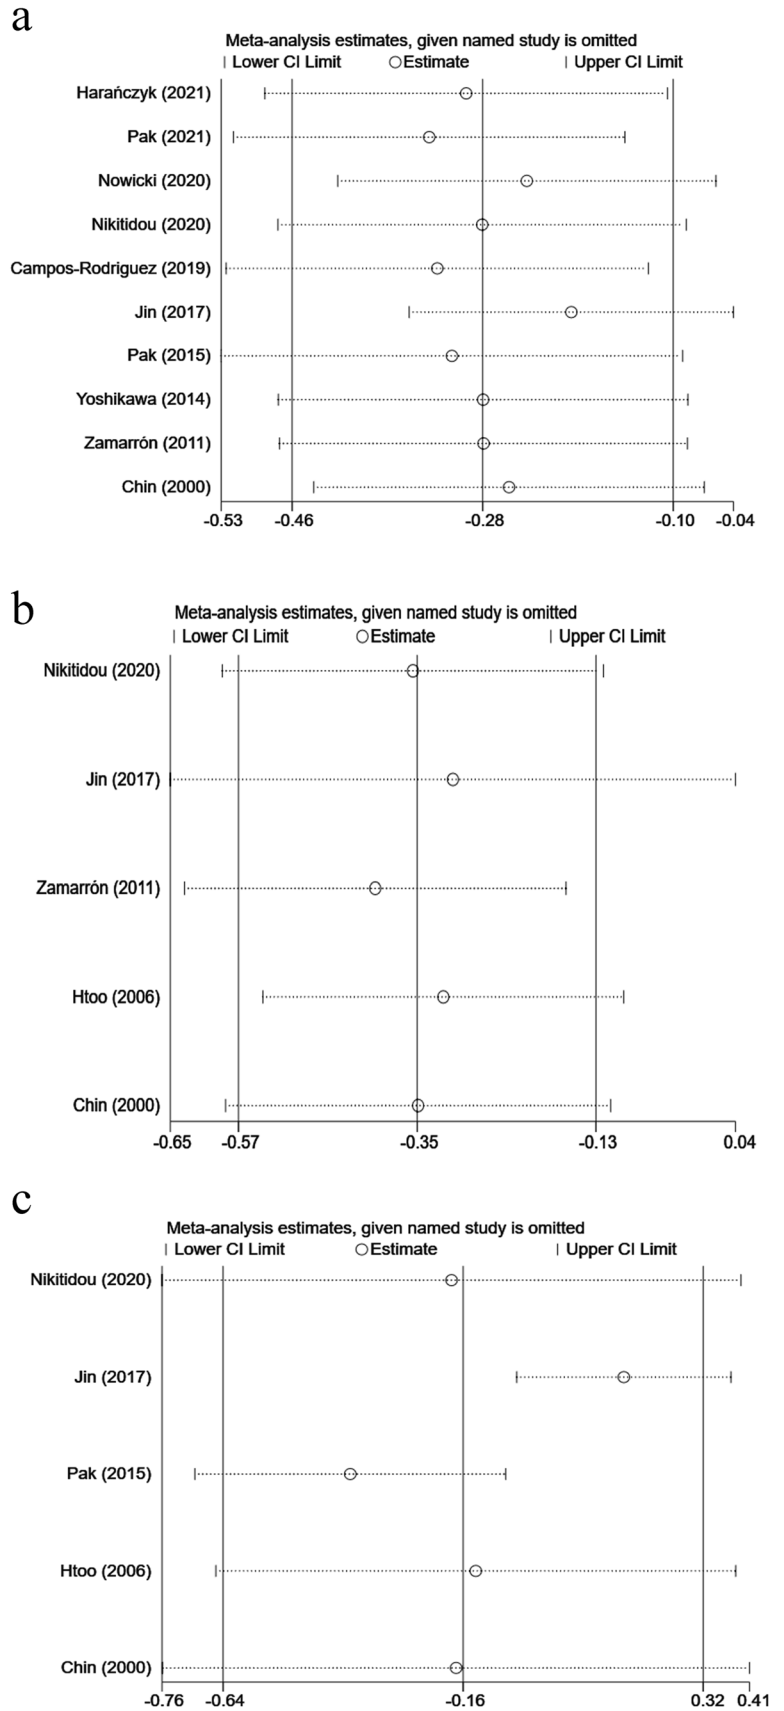 a
Meta-analysis estimates, given named study is omitted
| Lower CI Limit ○Estimate | Upper CI Limit
Harańczyk (2021)
Pak (2021)
Nowicki (2020)
Nikitidou (2020)
Campos-Rodriguez (2019)
Jin (2017)
Pak (2015)
Yoshikawa (2014)
Zamarrón (2011)
Chin (2000)
-0.53 -0.46 -0.28 -0.10 -0.04
b
Meta-analysis estimates, given named study is omitted
| Lower CI Limit ○Estimate | Upper CI Limit
Nikitidou (2020)
Jin (2017)
Zamarrón (2011)
Htoo (2006)
Chin (2000)
-0.65 -0.57 -0.35 -0.13 0.04
c
Meta-analysis estimates, given named study is omitted
| Lower CI Limit ○Estimate | Upper CI Limit
Nikitidou (2020)
Jin (2017)
Pak (2015)
Htoo (2006)
Chin (2000)
-0.76 -0.64 -0.16 0.32 0.41